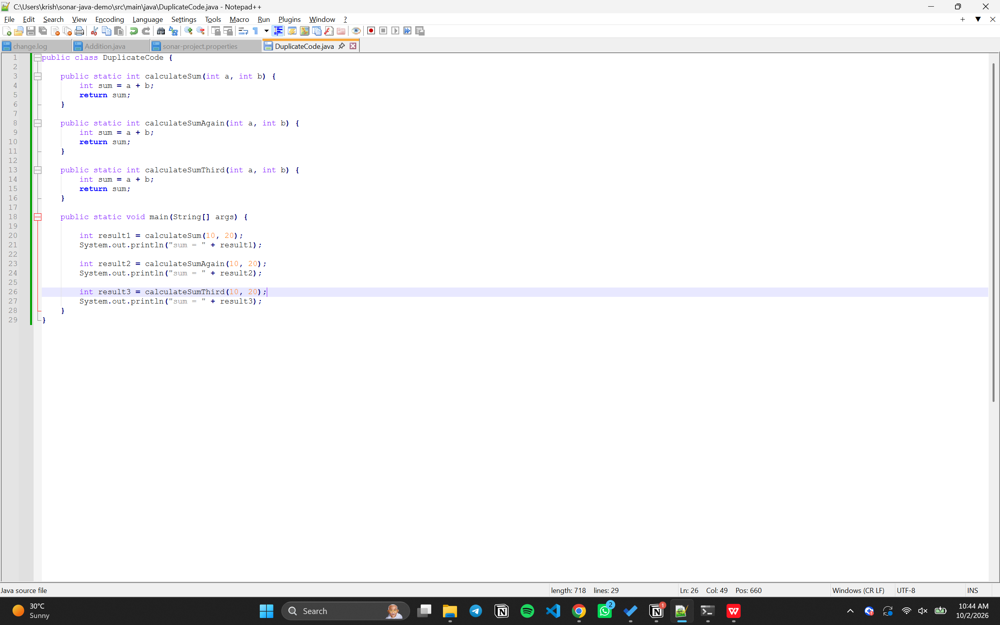 C:\Users\krish\sonar-java-demo\src\main\java\DuplicateCode.java - Notepad++
File Edit Search View Encoding Language Settings Tools Macro Run Plugins Window ?
change.log Addition.java sonar-project.properties DuplicateCode.java
1 public class DuplicateCode {
2
3 public static int calculateSum(int a, int b) {
4 int sum = a + b;
5 return sum;
6 }
7
8 public static int calculateSumAgain(int a, int b) {
9 int sum = a + b;
10 return sum;
11 }
12
13 public static int calculateSumThird(int a, int b) {
14 int sum = a + b;
15 return sum;
16 }
17
18 public static void main(String[] args) {
19
20 int result1 = calculateSum(10, 20);
21 System.out.println("sum = " + result1);
22
23 int result2 = calculateSumAgain(10, 20);
24 System.out.println("sum = " + result2);
25
26 int result3 = calculateSumThird(10, 20);
27 System.out.println("sum = " + result3);
28 }
29 }
Java source file length: 718 lines: 29 Ln: 26 Col: 49 Pos: 660 Windows (CR LF) UTF-8 INS
30°C
Sunny
Search
2
1
10:44 AM
10/2/2026